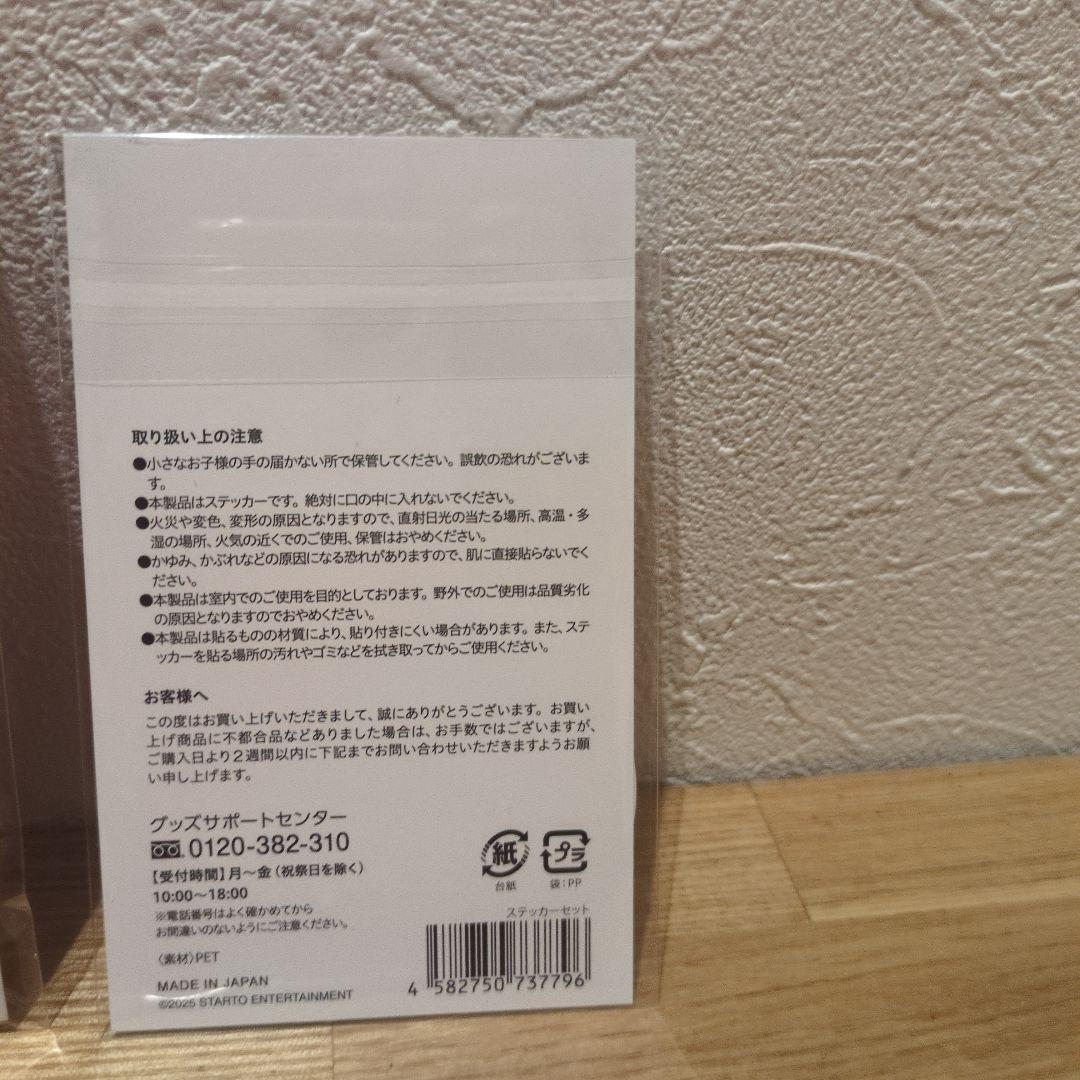 取り扱い上の注意
●小さなお子様の手の届かない所で保管してください。誤飲の恐れがございま
す。
●本製品はステッカーです。絶対に口の中に入れないでください。
●火災や変色、変形の原因となりますので、直射日光の当たる場所、高温・多
湿の場所、火気の近くでのご使用、保管はおやめください。
●かゆみ、かぶれなどの原因になる恐れがありますので、肌に直接貼らないでく
ださい。
●本製品は室内でのご使用を目的としております。野外でのご使用は品質劣化
の原因となりますのでおやめください。
●本製品は貼るものの材質により、貼り付きにくい場合があります。また、ステ
ッカーを貼る場所の汚れやゴミなどを拭き取ってからご使用ください。
お客様へ
この度はお買い上げいただきまして、誠にありがとうございます。お買い
上げ商品に不都合品などありました場合は、お手数ではございますが、
ご購入日より2週間以内に下記までお問い合わせいただきますようお願
い申し上げます。
グッズサポートセンター
0120-382-310
【受付時間】月～金（祝祭日を除く）
10:00～18:00
※電話番号はよく確かめてから
お間違いのないようにご注意ください。
〈素材〉PET
MADE IN JAPAN
©2025 STARTO ENTERTAINMENT
紙
台紙
プラ
袋：PP
ステッカーセット
4 582750 737796